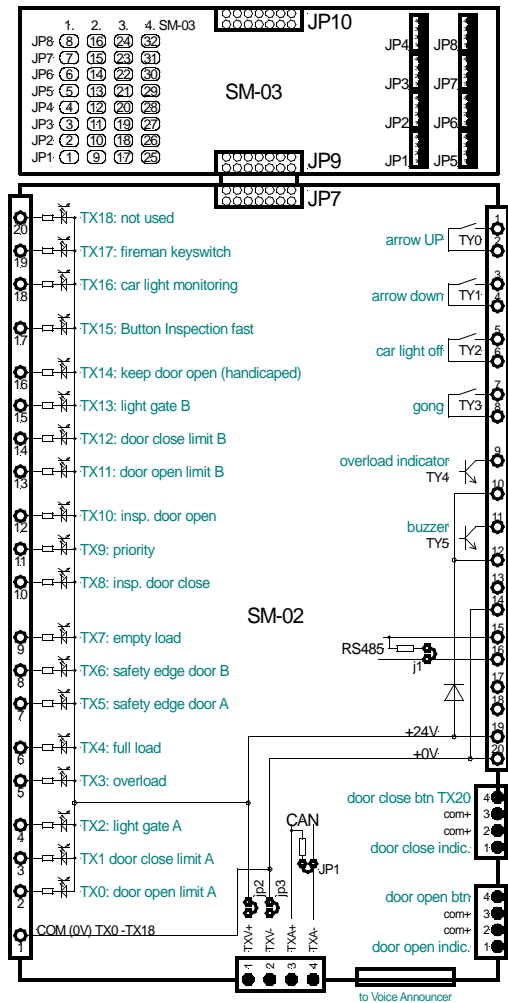 1. 2. 3. 4. SM-03
JP8 8 16 24 32
JP7 7 15 23 31
JP6 6 14 22 30
JP5 5 13 21 29
JP4 4 12 20 28
JP3 3 11 19 27
JP2 2 10 18 26
JP1 1 9 17 25
JP10
SM-03
JP4 JP8
JP3 JP7
JP2 JP6
JP1 JP5
JP9
JP7
20 TX18: not used
19 TX17: fireman keyswitch
18 TX16: car light monitoring
17 TX15: Button Inspection fast
16 TX14: keep door open (handicaped)
15 TX13: light gate B
14 TX12: door close limit B
13 TX11: door open limit B
12 TX10: insp. door open
11 TX9: priority
10 TX8: insp. door close
9 TX7: empty load
8 TX6: safety edge door B
7 TX5: safety edge door A
6 TX4: full load
5 TX3: overload
4 TX2: light gate A
3 TX1 door close limit A
2 TX0: door open limit A
1 COM (0V) TX0 -TX18
SM-02
1
arrow UP TY0
2
3
arrow down TY1
4
5
car light off TY2
6
7
gong TY3
8
9
overload indicator
TY4
10
11
buzzer
TY5
12
13
14
15
RS485
16
j1
17
18
19
+24V
20
+0V
door close btn TX20 4
com+ 3
com+ 2
door close indic. 1
door open btn 4
com+ 3
com+ 2
door open indic. 1
CAN
JP1
jp2
jp3
TXV+
TXV-
TXA+
TXA-
1 2 3 4
to Voice Announcer